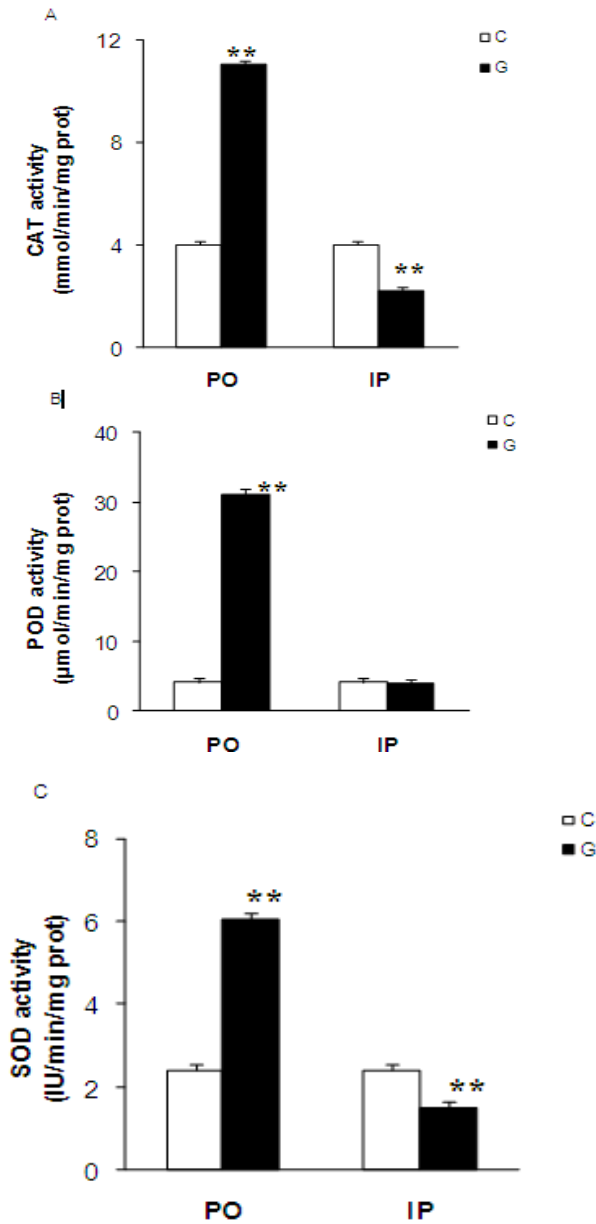 A
C
G
12
8
4
0
CAT activity
(mmol/min/mg prot)
**
**
PO IP
B
C
G
40
30
20
10
0
POD activity
(µmol/min/mg prot)
**
PO IP
C
C
G
8
6
4
2
0
SOD activity
(IU/min/mg prot)
**
**
PO IP